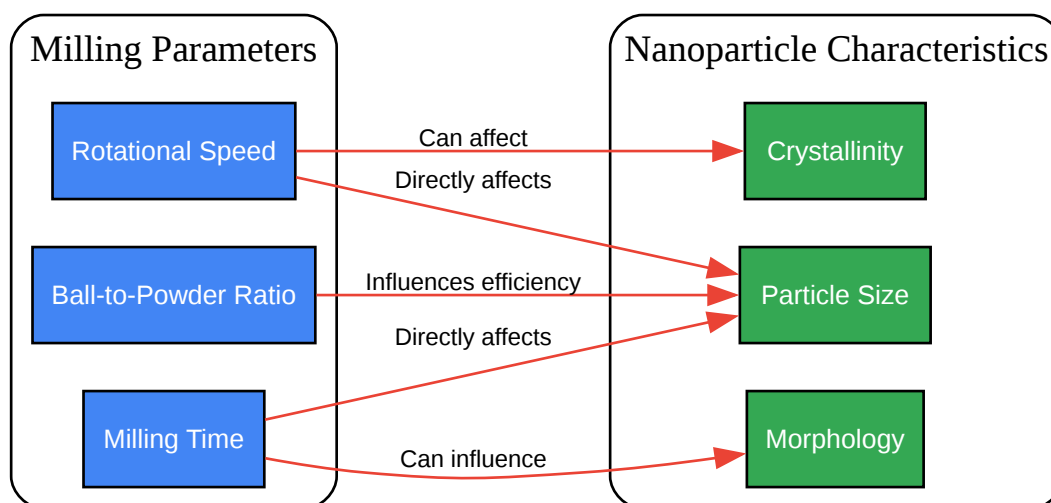 Milling Parameters
Nanoparticle Characteristics
Rotational Speed
Can affect
Crystallinity
Directly affects
Ball-to-Powder Ratio
Influences efficiency
Particle Size
Directly affects
Milling Time
Can influence
Morphology